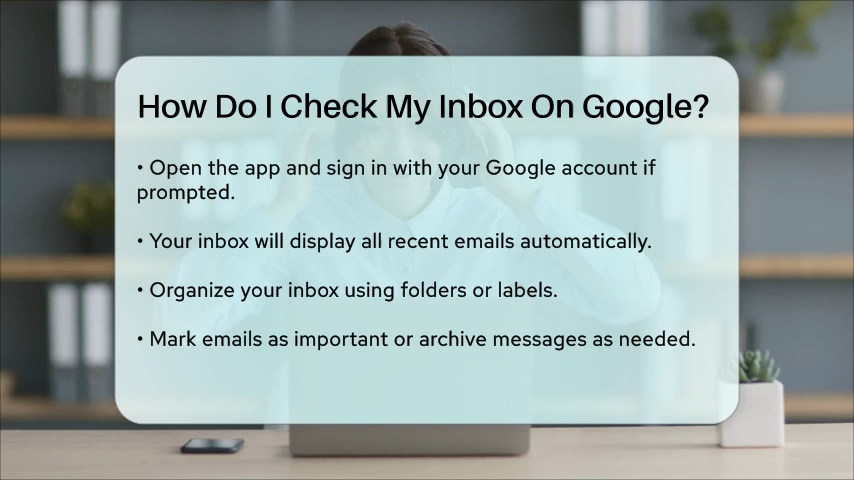 How Do I Check My Inbox On Google?
• Open the app and sign in with your Google account if
prompted.
• Your inbox will display all recent emails automatically.
• Organize your inbox using folders or labels.
• Mark emails as important or archive messages as needed.